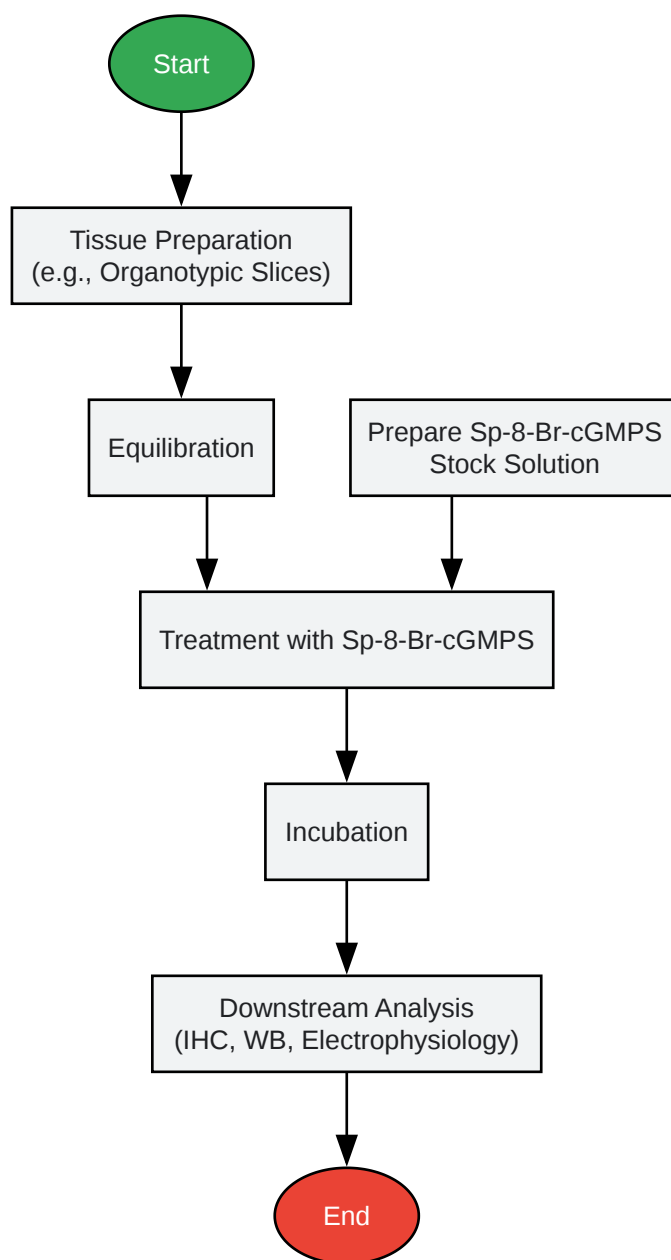 Start
Tissue Preparation
(e.g., Organotypic Slices)
Equilibration
Prepare Sp-8-Br-cGMPS
Stock Solution
Treatment with Sp-8-Br-cGMPS
Incubation
Downstream Analysis
(IHC, WB, Electrophysiology)
End